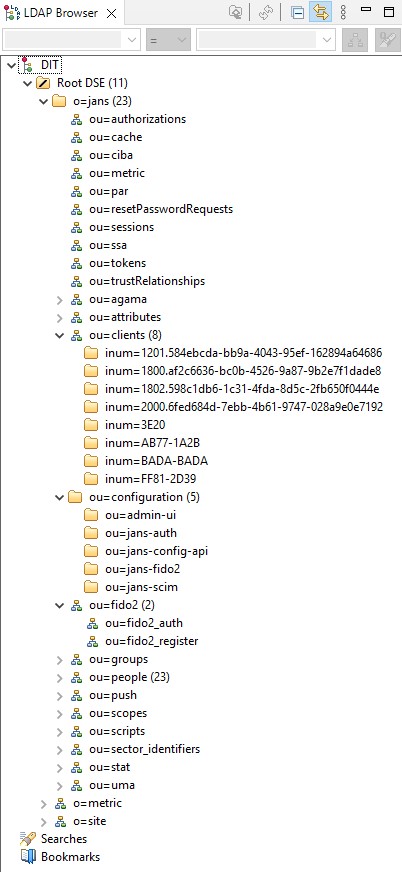 LDAP Browser
=
DIT
Root DSE (11)
o=jans (23)
ou=authorizations
ou=cache
ou=ciba
ou=metric
ou=par
ou=resetPasswordRequests
ou=sessions
ou=ssa
ou=tokens
ou=trustRelationships
ou=agama
ou=attributes
ou=clients (8)
inum=1201.584ebcda-bb9a-4043-95ef-162894a64686
inum=1800.af2c6636-bc0b-4526-9a87-9b2e7f1dade8
inum=1802.598c1db6-1c31-4fda-8d5c-2fb650f0444e
inum=2000.6fed684d-7ebb-4b61-9747-028a9e0e7192
inum=3E20
inum=AB77-1A2B
inum=BADA-BADA
inum=FF81-2D39
ou=configuration (5)
ou=admin-ui
ou=jans-auth
ou=jans-config-api
ou=jans-fido2
ou=jans-scim
ou=fido2 (2)
ou=fido2_auth
ou=fido2_register
ou=groups
ou=people (23)
ou=push
ou=scopes
ou=scripts
ou=sector_identifiers
ou=stat
ou=uma
o=metric
o=site
Searches
Bookmarks